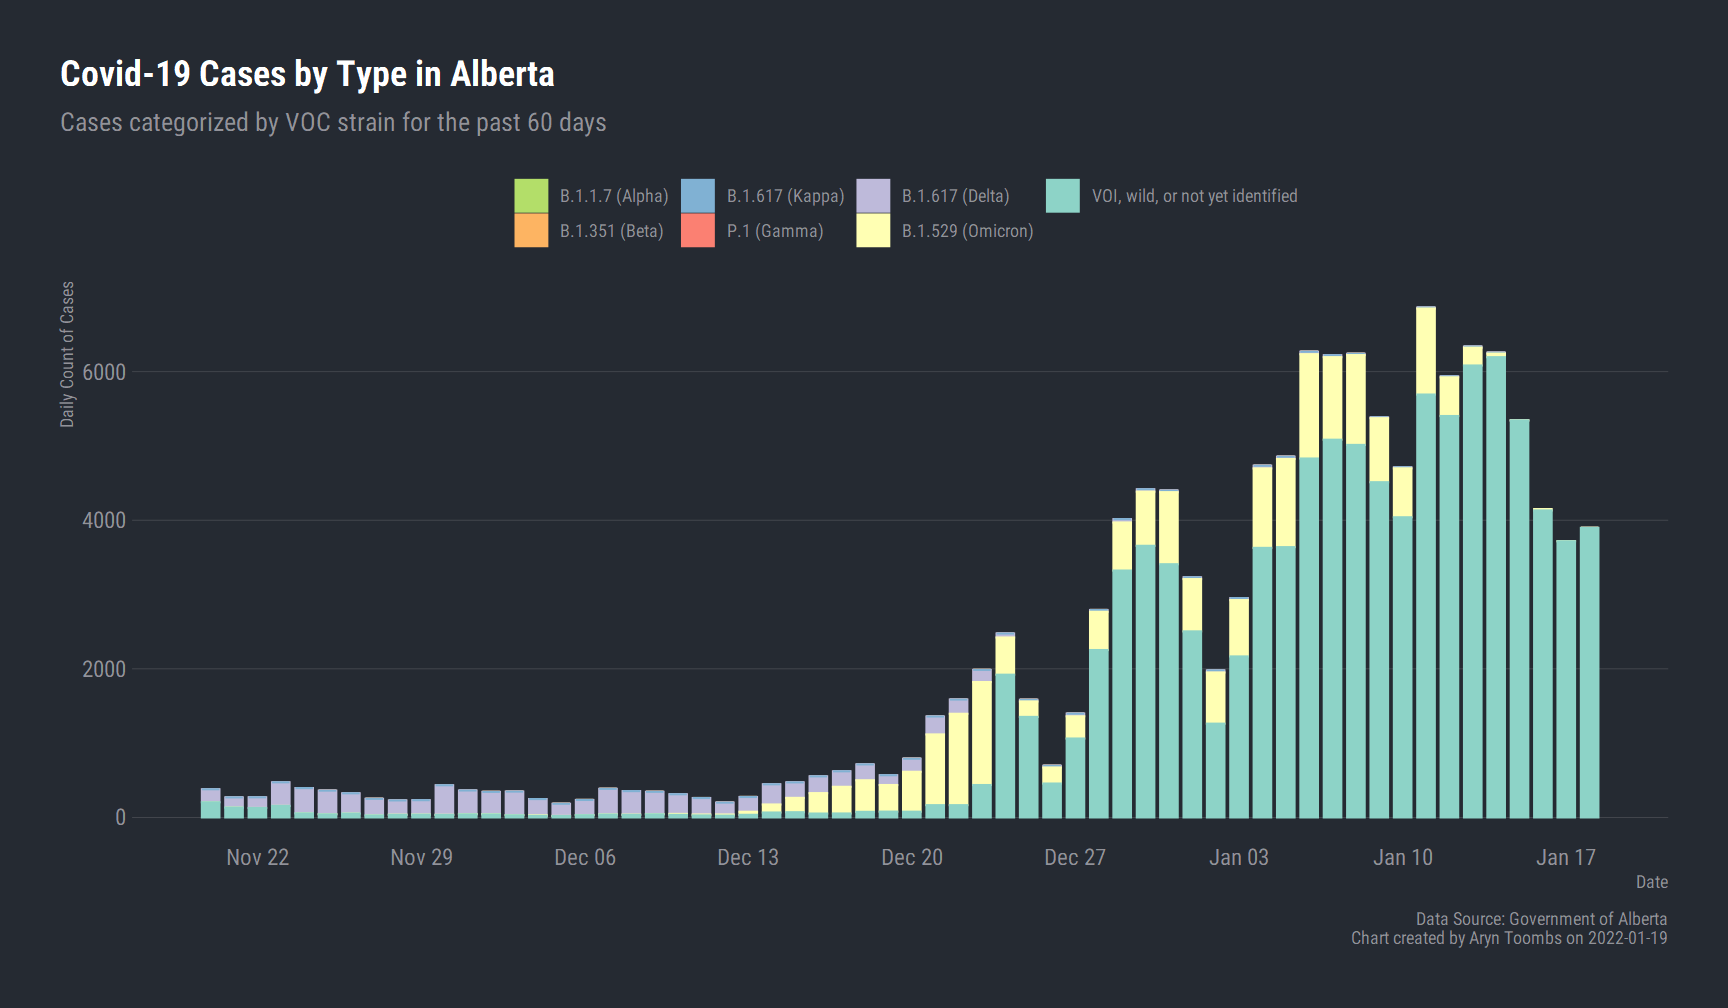 Covid-19 Cases by Type in Alberta
Cases categorized by VOC strain for the past 60 days
B.1.1.7 (Alpha) B.1.617 (Kappa) B.1.617 (Delta) VOI, wild, or not yet identified
B.1.351 (Beta) P.1 (Gamma) B.1.529 (Omicron)
Daily Count of Cases
6000
4000
2000
0
Nov 22 Nov 29 Dec 06 Dec 13 Dec 20 Dec 27 Jan 03 Jan 10 Jan 17
Date
Data Source: Government of Alberta
Chart created by Aryn Toombs on 2022-01-19